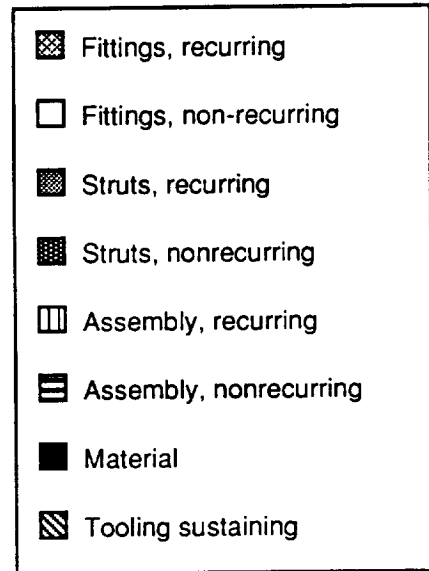 Fittings, recurring
Fittings, non-recurring
Struts, recurring
Struts, nonrecurring
Assembly, recurring
Assembly, nonrecurring
Material
Tooling sustaining